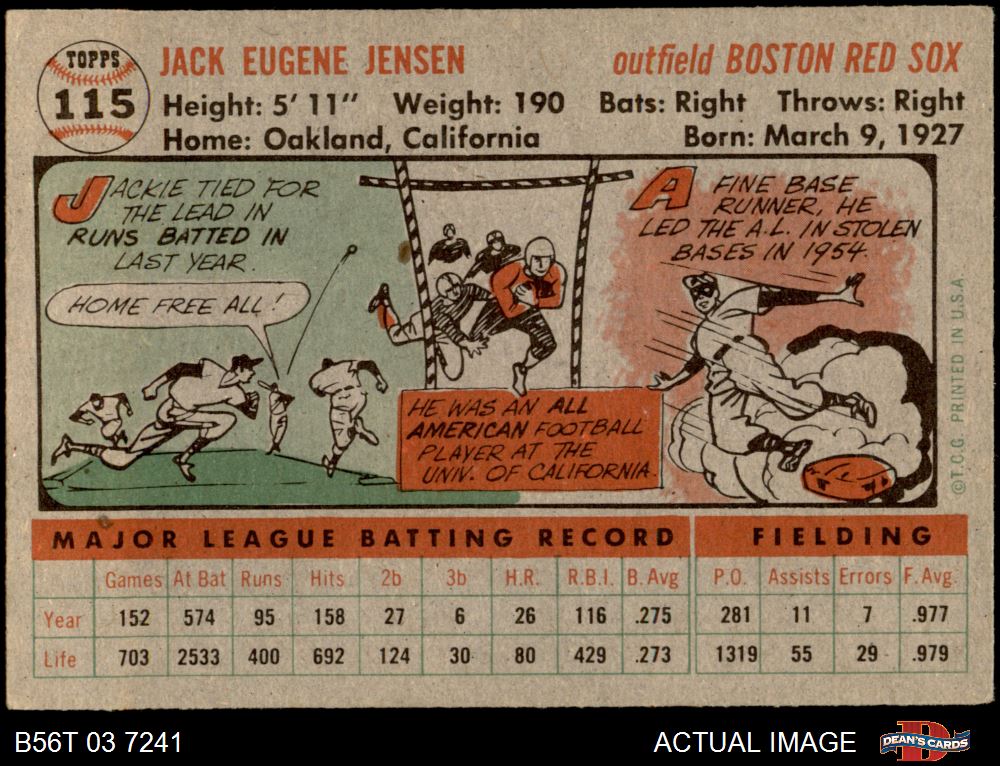 TOPPS
115
JACK EUGENE JENSEN
outfield BOSTON RED SOX
Height: 5' 11" Weight: 190 Bats: Right Throws: Right
Home: Oakland, California Born: March 9, 1927
JACKIE TIED FOR
THE LEAD IN
RUNS BATTED IN
LAST YEAR.
HOME FREE ALL!
HE WAS AN ALL
AMERICAN FOOTBALL
PLAYER AT THE
UNIV. OF CALIFORNIA.
A FINE BASE
RUNNER, HE
LED THE A.L. IN STOLEN
BASES IN 1954.
©T.C.G. PRINTED IN U.S.A.
MAJOR LEAGUE BATTING RECORD FIELDING
Games At Bat Runs Hits 2b 3b H.R. R.B.I. B. Avg P.O. Assists Errors F. Avg.
Year 152 574 95 158 27 6 26 116 .275 281 11 7 .977
Life 703 2533 400 692 124 30 80 429 .273 1319 55 29 .979
B56T 03 7241
ACTUAL IMAGE
D
DEAN'S CARDS